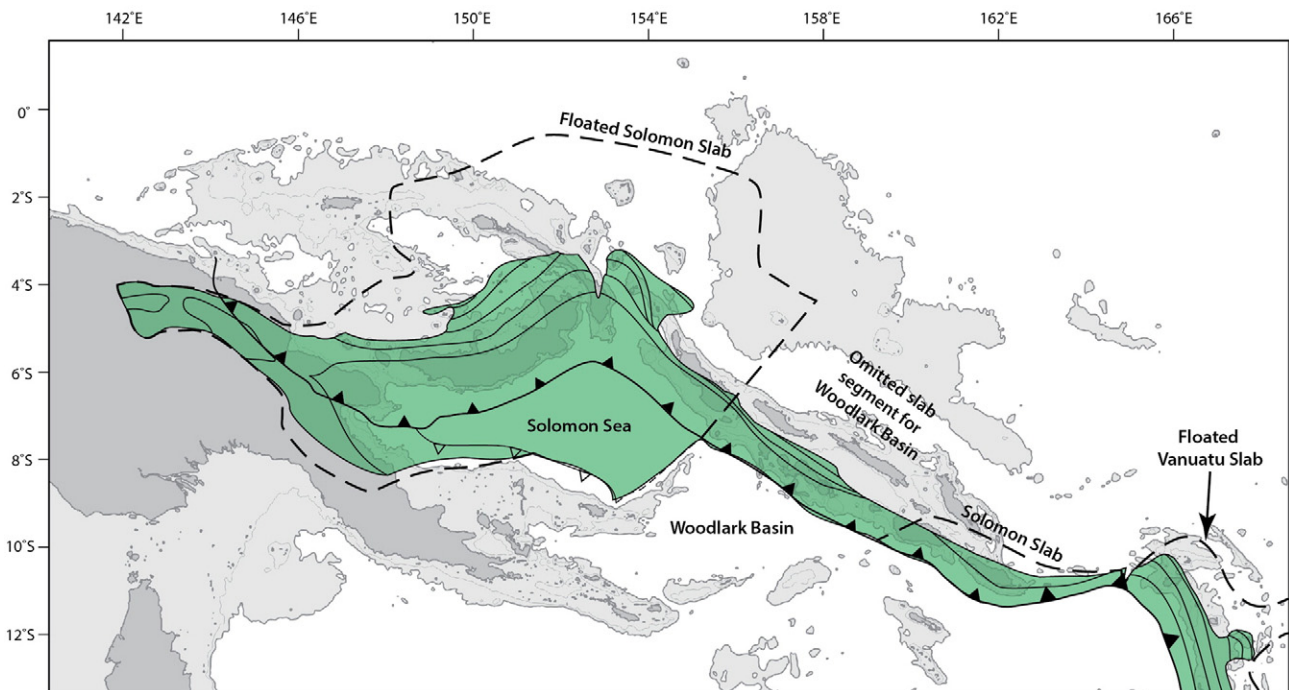 142°E 146°E 150°E 154°E 158°E 162°E 166°E
0°
2°S
4°S
6°S
8°S
10°S
12°S
Floated Solomon Slab
Omitted slab
segment for
Woodlark Basin
Solomon Sea
Floated
Vanuatu Slab
Woodlark Basin
Solomon Slab